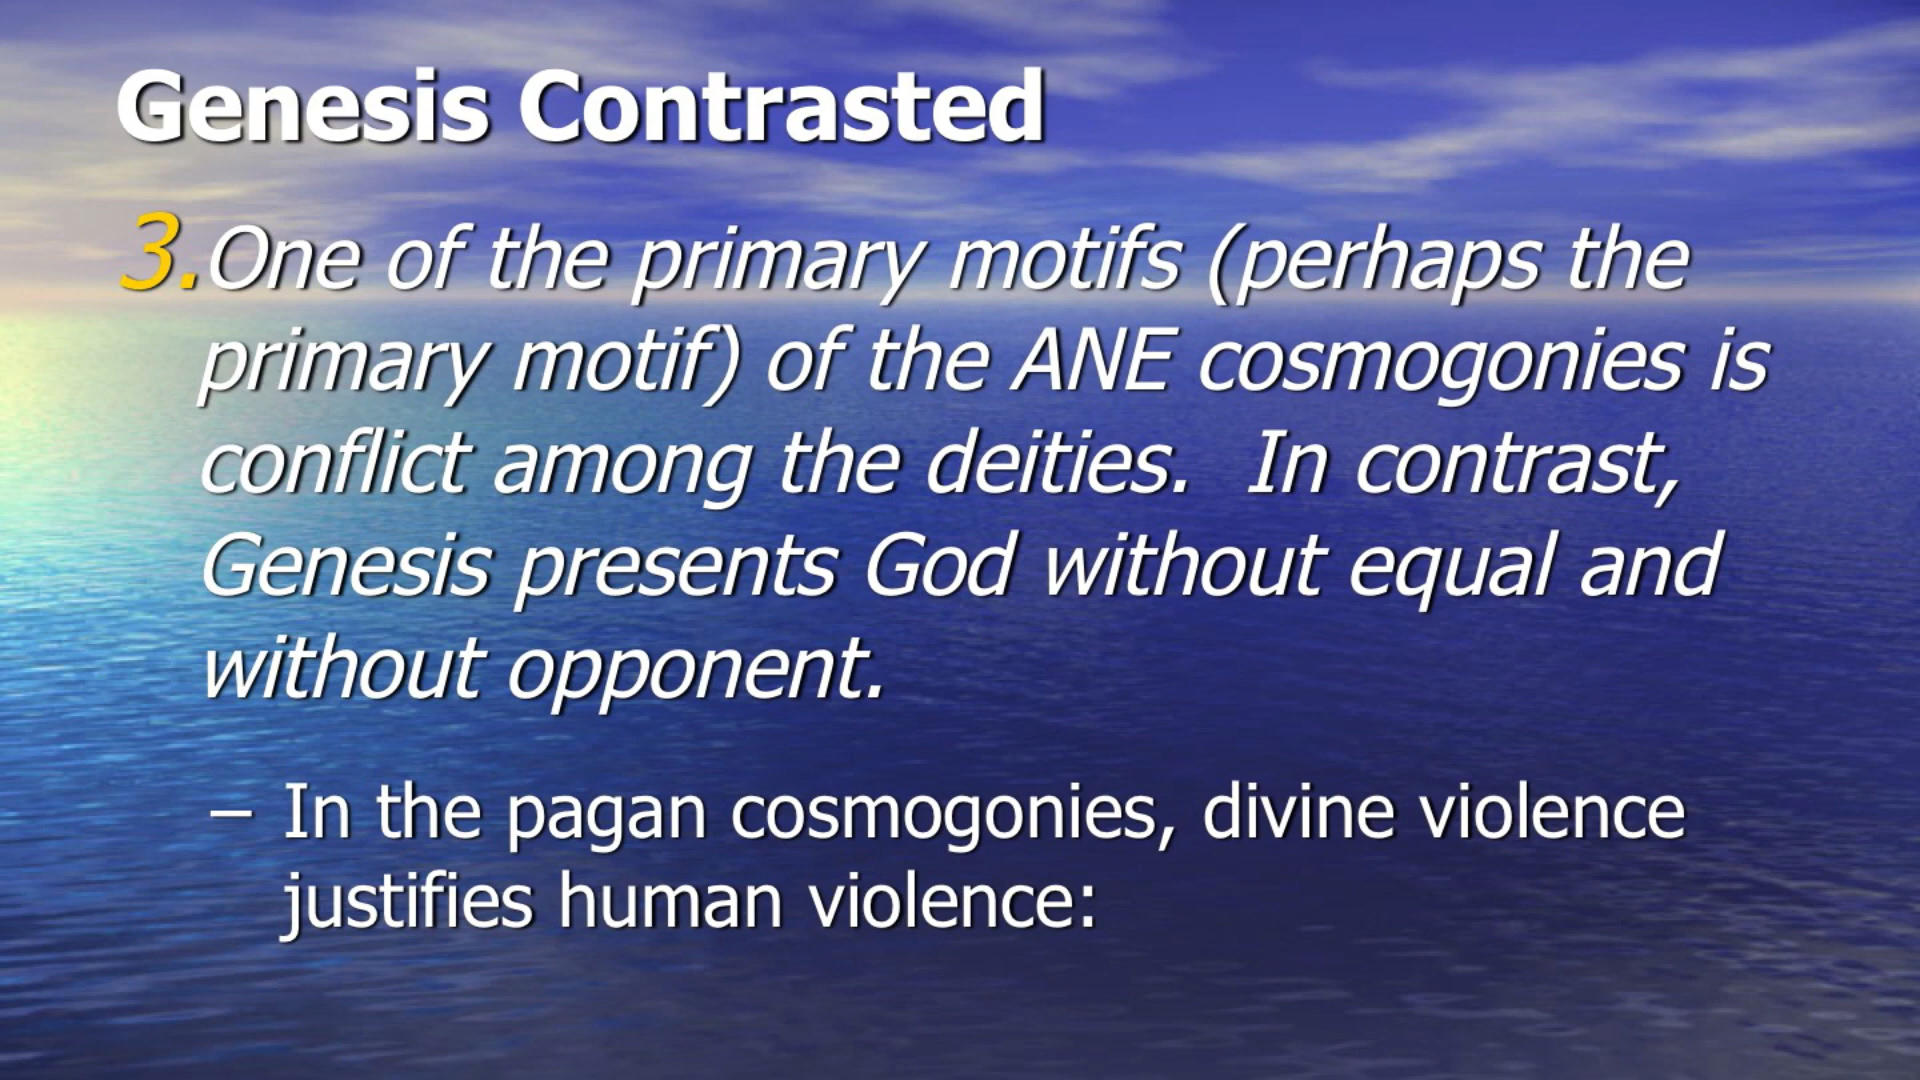 Genesis Contrasted
3. One of the primary motifs (perhaps the
primary motif) of the ANE cosmogonies is
conflict among the deities.  In contrast,
Genesis presents God without equal and
without opponent.
– In the pagan cosmogonies, divine violence
justifies human violence: